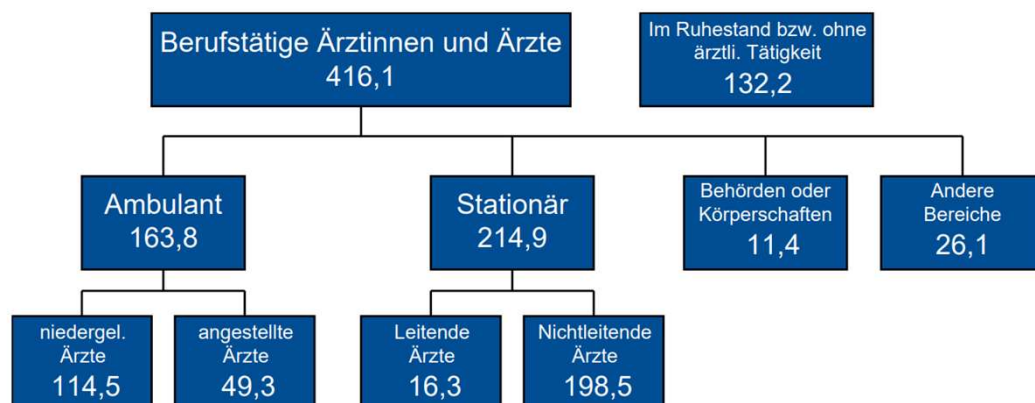 Berufstätige Ärztinnen und Ärzte
416,1
Im Ruhestand bzw. ohne
ärztli. Tätigkeit
132,2
Ambulant
163,8
Stationär
214,9
Behörden oder
Körperschaften
11,4
Andere
Bereiche
26,1
niedergel.
Ärzte
114,5
angestellte
Ärzte
49,3
Leitende
Ärzte
16,3
Nichtleitende
Ärzte
198,5